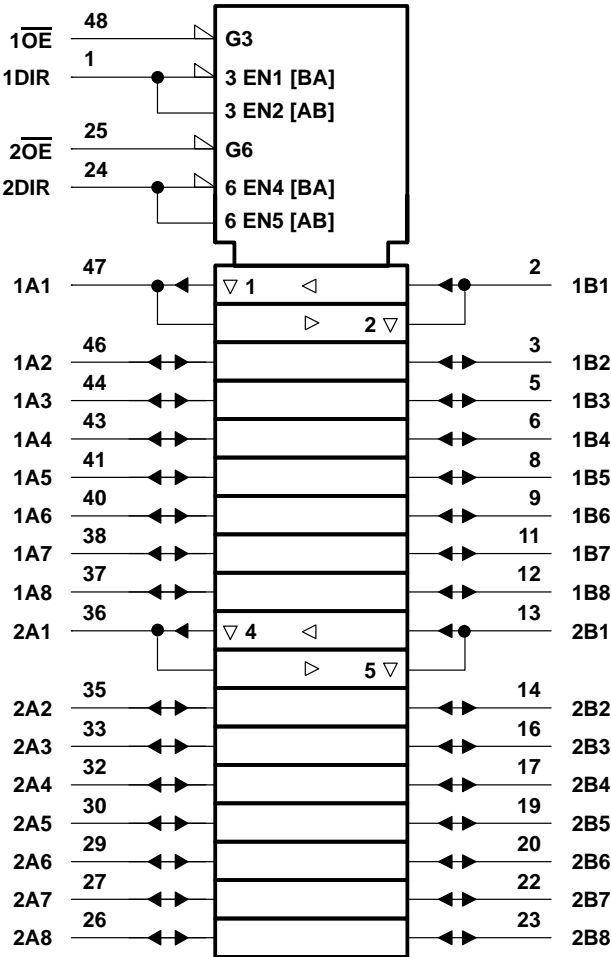 48
1O̅E̅ G3
1
1DIR 3 EN1 [BA]
3 EN2 [AB]
25
2O̅E̅ G6
24
2DIR 6 EN4 [BA]
6 EN5 [AB]
47 2
1A1 ▽ 1 ◁ 1B1
▷ 2 ▽
46 3
1A2 1B2
44 5
1A3 1B3
43 6
1A4 1B4
41 8
1A5 1B5
40 9
1A6 1B6
38 11
1A7 1B7
37 12
1A8 1B8
36 13
2A1 ▽ 4 ◁ 2B1
▷ 5 ▽
35 14
2A2 2B2
33 16
2A3 2B3
32 17
2A4 2B4
30 19
2A5 2B5
29 20
2A6 2B6
27 22
2A7 2B7
26 23
2A8 2B8